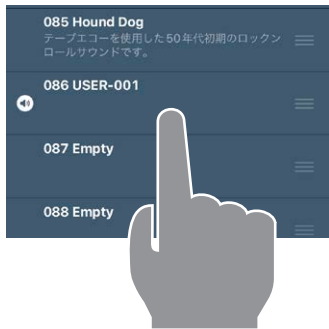 085 Hound Dog
テープエコーを使用した50年代初期のロックン
ロールサウンドです。
086 USER-001
087 Empty
088 Empty